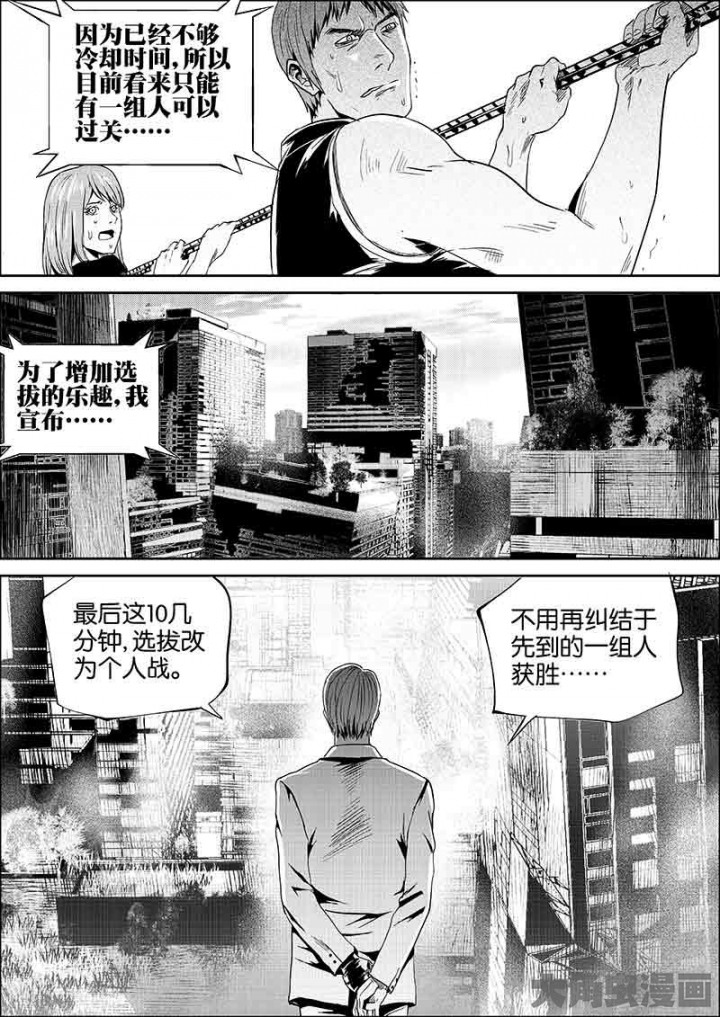 因为已经不够
冷却时间，所以
目前看来只能
有一组人可以
过关……
为了增加选
拔的乐趣，我
宣布……
最后这10几
分钟，选拔改
为个人战。
不用再纠结于
先到的一组人
获胜……
大角虫漫画